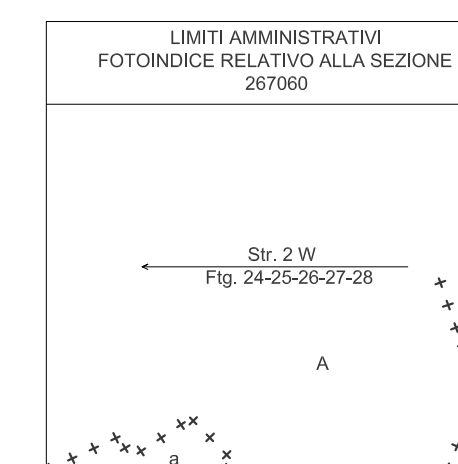 LIMITI AMMINISTRATIVI
FOTOINDICE RELATIVO ALLA SEZIONE
267060
Str. 2 W
Ftg. 24-25-26-27-28
A
a